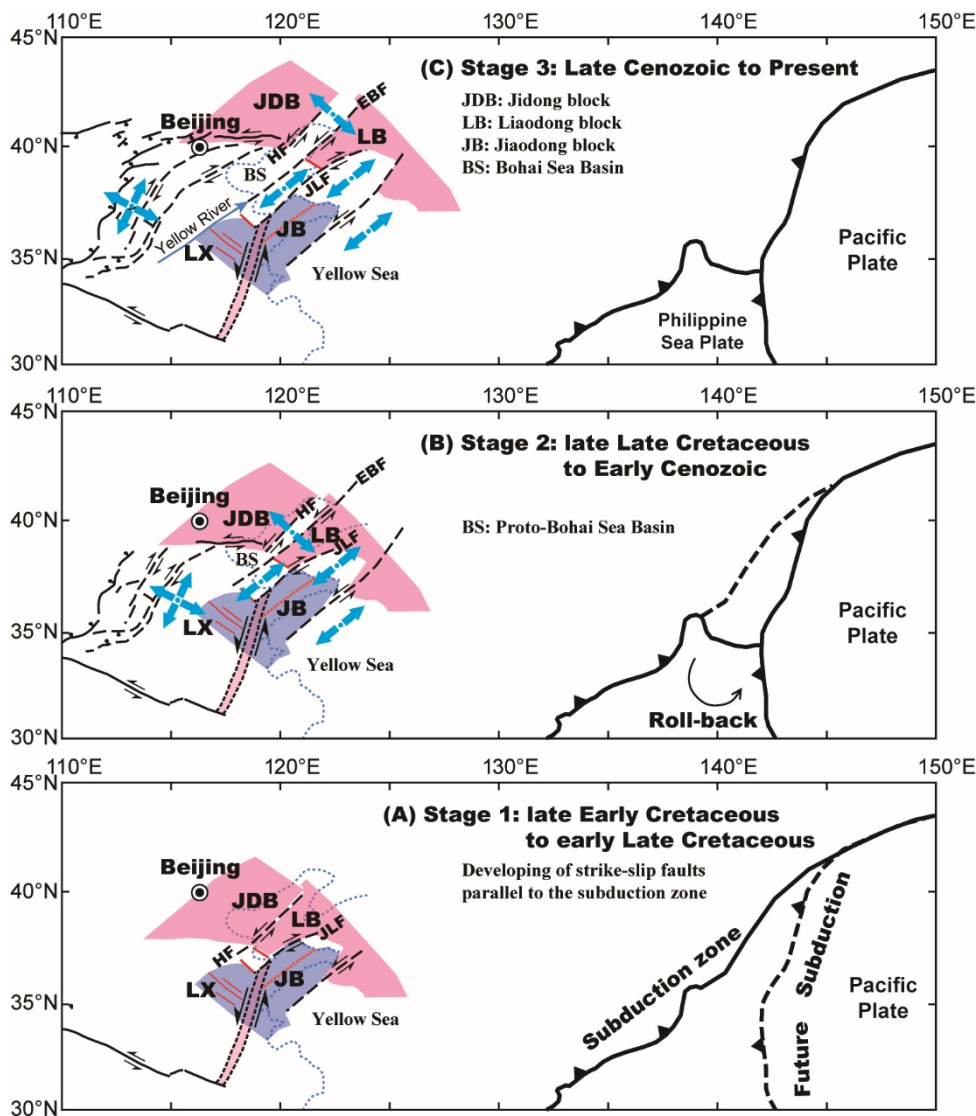 110°E 120°E 130°E 140°E 150°E
45°N
40°N
35°N
30°N
(C) Stage 3: Late Cenozoic to Present
JDB: Jidong block
LB: Liaodong block
JB: Jiaodong block
BS: Bohai Sea Basin
Beijing
JDB
EBF
LB
HF
BS
JLF
Yellow River
JB
LX
Yellow Sea
Pacific
Plate
Philippine
Sea Plate
110°E 120°E 130°E 140°E 150°E
45°N
40°N
35°N
30°N
(B) Stage 2: late Late Cretaceous
to Early Cenozoic
BS: Proto-Bohai Sea Basin
Beijing
JDB
EBF
HF
LB
JLF
BS
JB
LX
Yellow Sea
Pacific
Plate
Roll-back
110°E 120°E 130°E 140°E 150°E
45°N
40°N
35°N
30°N
(A) Stage 1: late Early Cretaceous
to early Late Cretaceous
Developing of strike-slip faults
parallel to the subduction zone
Beijing
JDB
LB
JLF
HF
JB
LX
Yellow Sea
Subduction zone
Future Subduction
Pacific
Plate